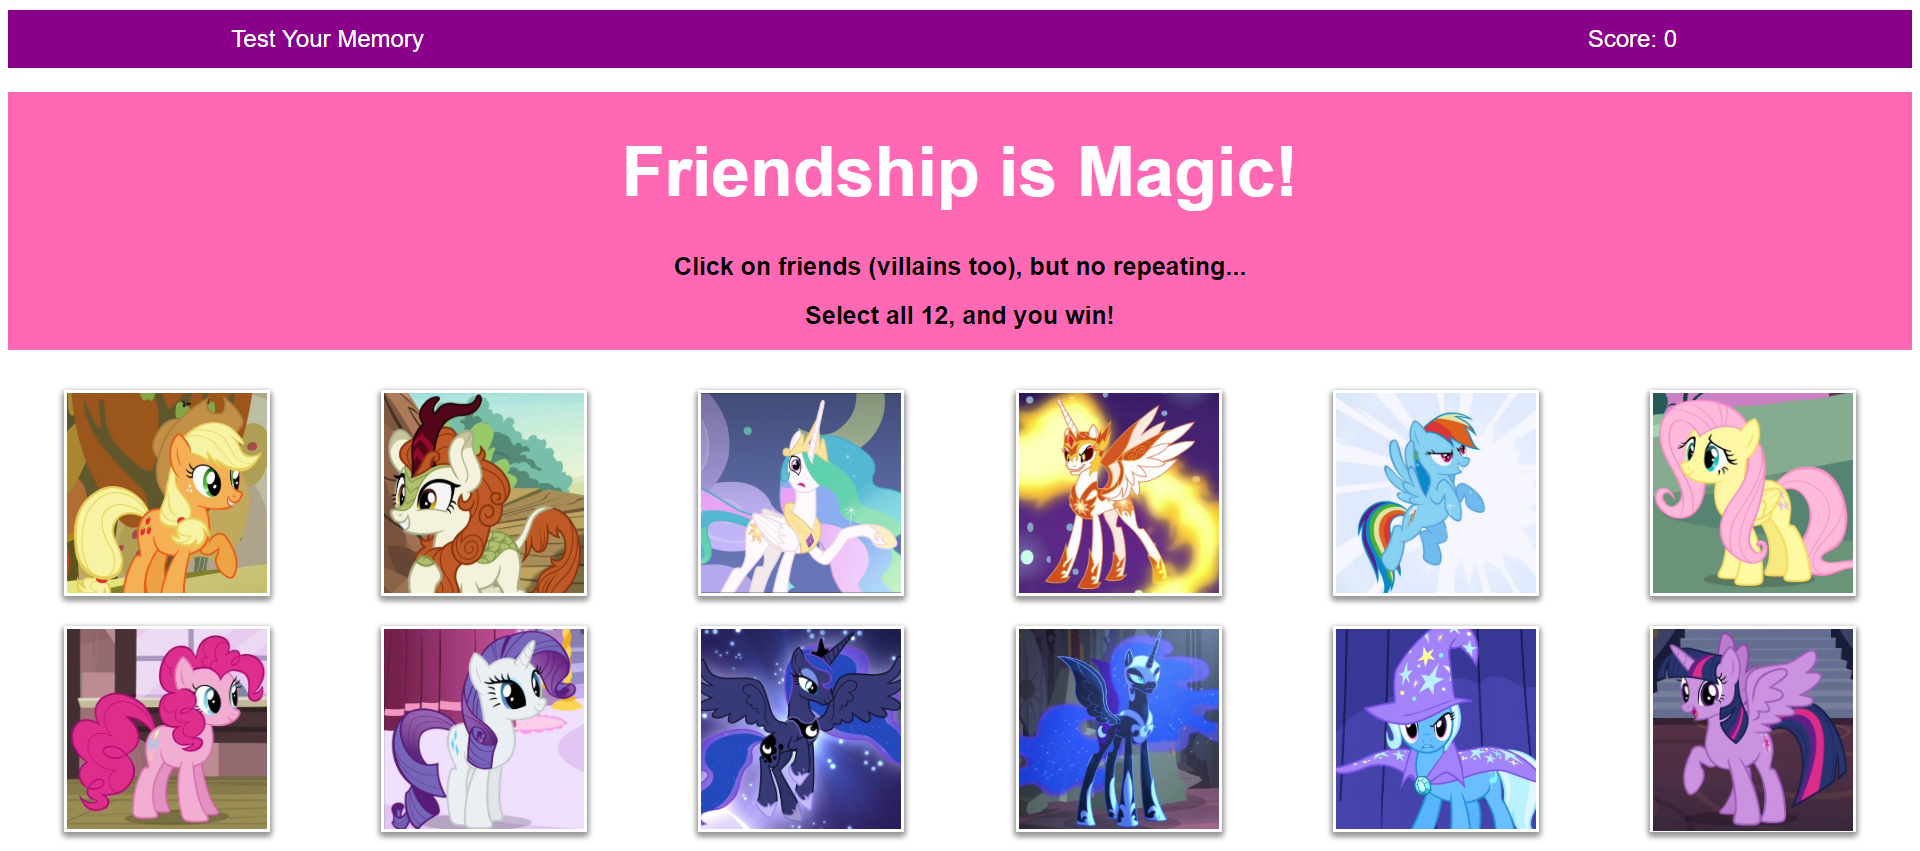 Test Your Memory
Score: 0
Friendship is Magic!
Click on friends (villains too), but no repeating...
Select all 12, and you win!